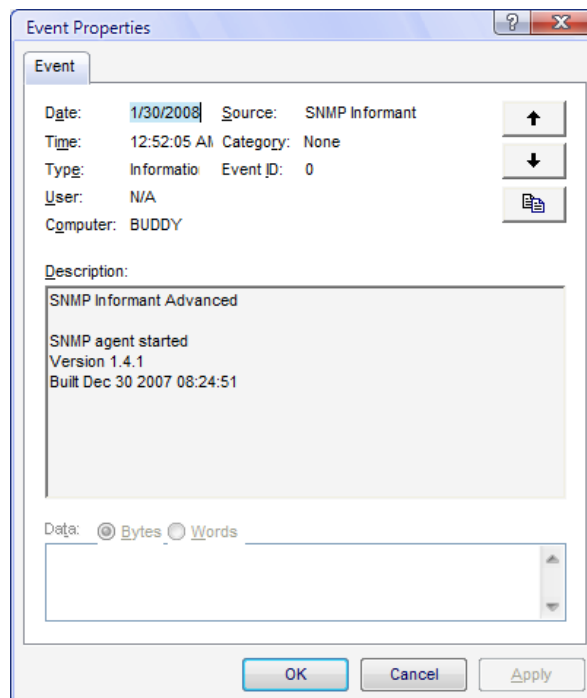 Event Properties
Event
Date: 1/30/2008 Source: SNMP Informant
Time: 12:52:05 AM Category: None
Type: Informatio Event ID: 0
User: N/A
Computer: BUDDY
Description:
SNMP Informant Advanced
SNMP agent started
Version 1.4.1
Built Dec 30 2007 08:24:51
Data: Bytes Words
OK Cancel Apply